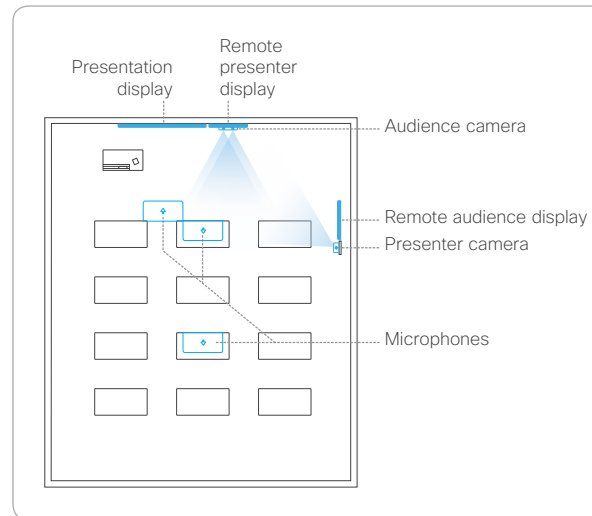 Presentation
display
Remote
presenter
display
Audience camera
Remote audience display
Presenter camera
Microphones